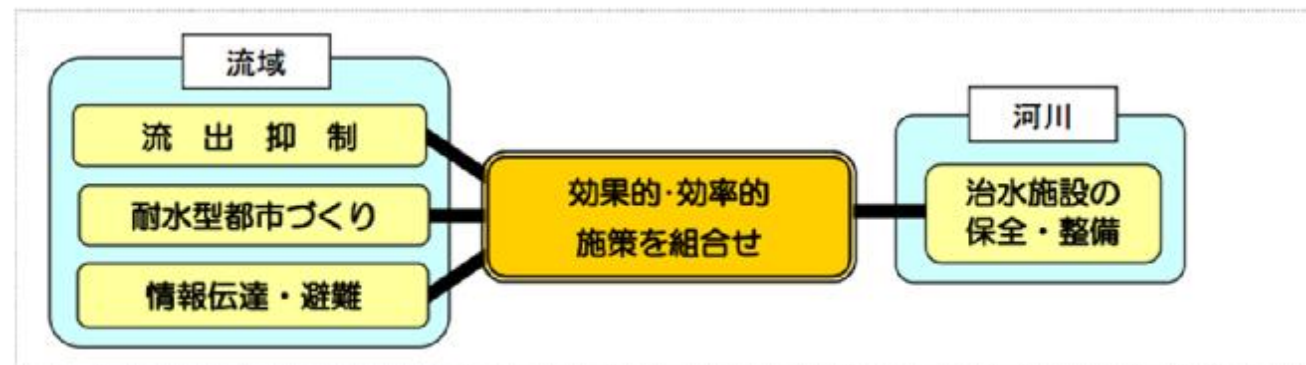 流域
流出抑制
耐水型都市づくり
情報伝達・避難
効果的・効率的
施策を組合せ
河川
治水施設の
保全・整備